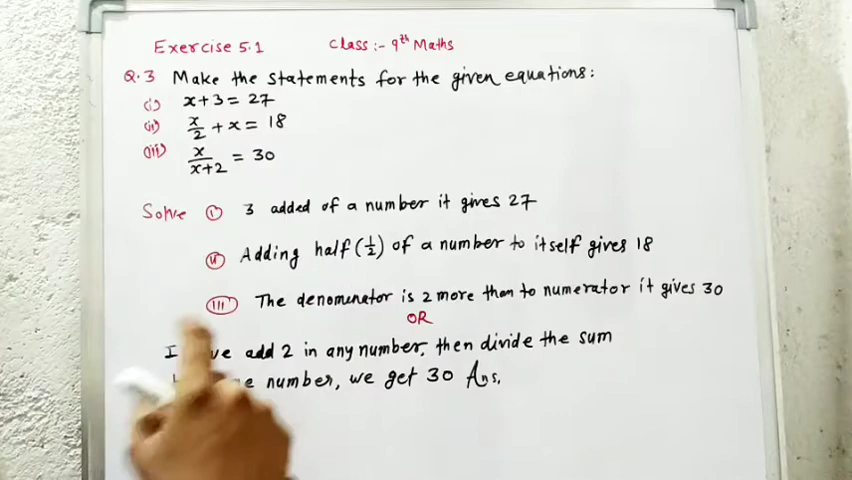 Exercise 5.1 Class :- 9th Maths
Q.3 Make the statements for the given equations:
(i) x+3=27
(ii) x/2 + x = 18
(iii) x/x+2 = 30
Solve (i) 3 added of a number it gives 27
(ii) Adding half (1/2) of a number to itself gives 18
(iii) The denominator is 2 more then to numerator it gives 30
OR
add 2 in any number, then divide the sum
number, we get 30 Ans.